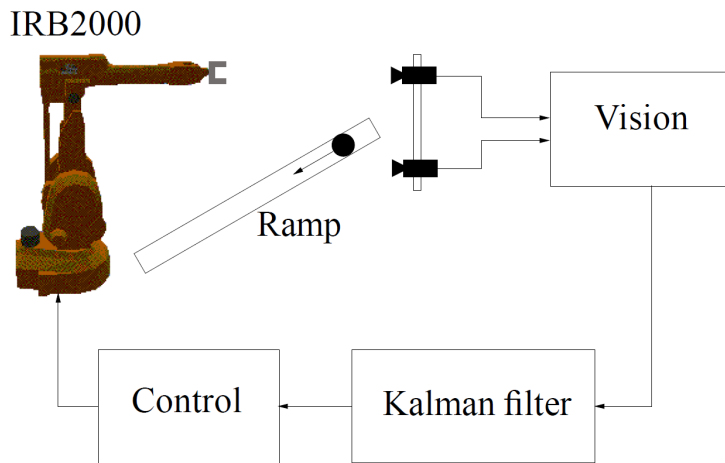 IRB2000
Vision
Ramp
Control
Kalman filter